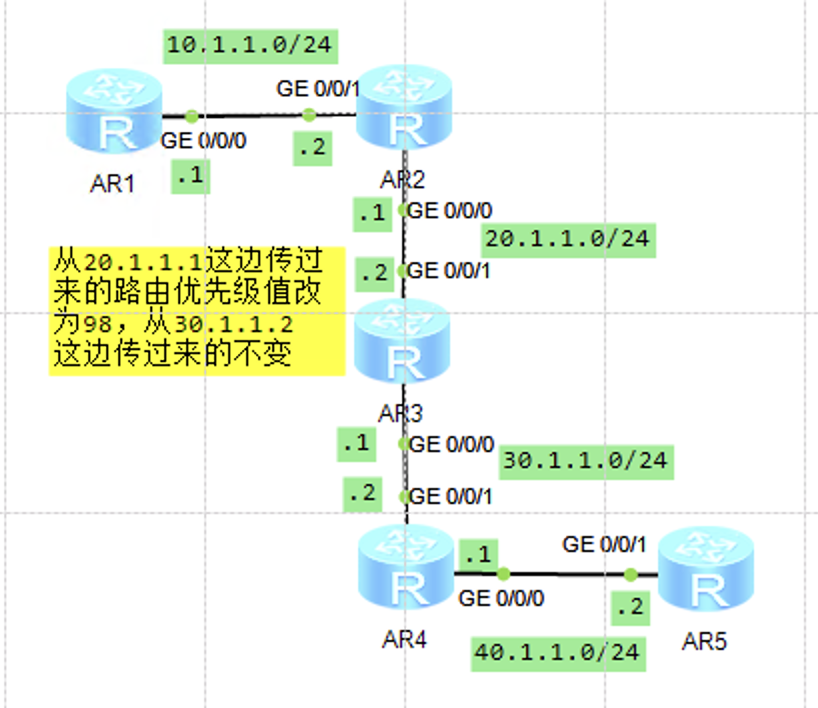 10.1.1.0/24
GE 0/0/1
R
R
GE 0/0/0
.2
.1
AR1
AR2
.1
GE 0/0/0
20.1.1.0/24
.2
GE 0/0/1
从20.1.1.1这边传过
来的路由优先级值改
为98，从30.1.1.2
这边传过来的不变
R
AR3
.1
GE 0/0/0
30.1.1.0/24
.2
GE 0/0/1
R
.1
GE 0/0/1
R
GE 0/0/0
.2
AR4
AR5
40.1.1.0/24